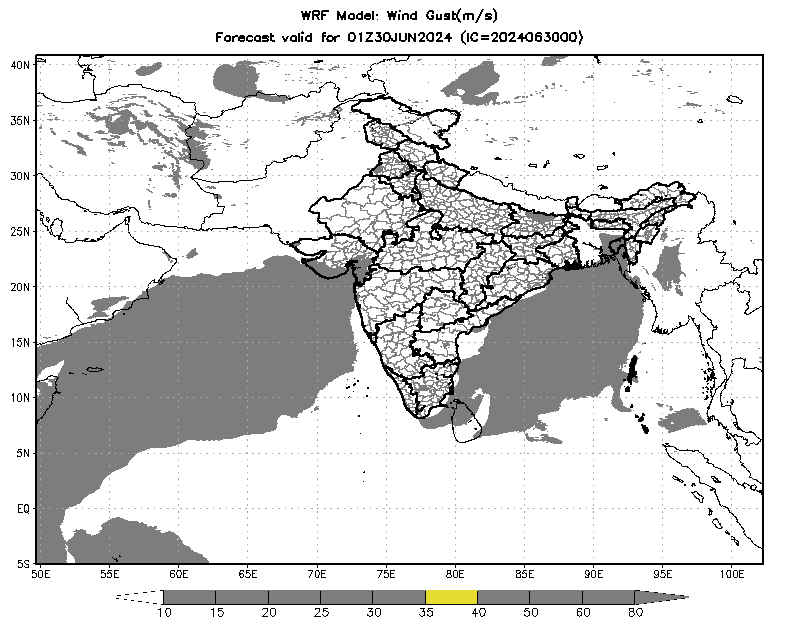 WRF Model: Wind Gust(m/s)
Forecast valid for 01Z30JUN2024 (IC=2024063000)
40N
35N
30N
25N
20N
15N
10N
5N
EQ
5S
50E 55E 60E 65E 70E 75E 80E 85E 90E 95E 100E
10 15 20 25 30 35 40 50 60 80